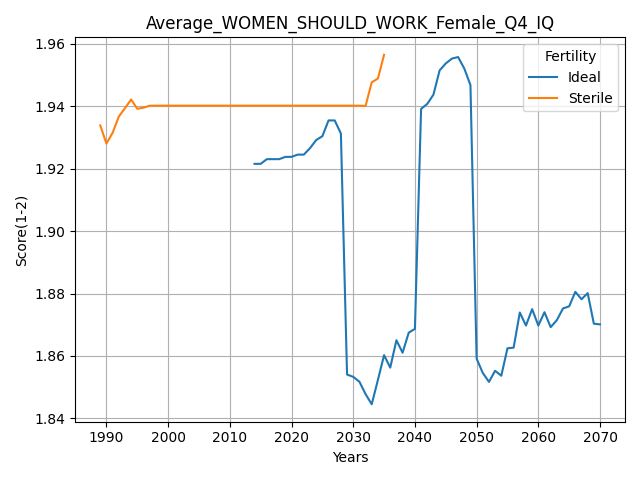 Average_WOMEN_SHOULD_WORK_Female_Q4_IQ
Fertility
Ideal
Sterile
Score(1-2)
1.96
1.94
1.92
1.90
1.88
1.86
1.84
1990 2000 2010 2020 2030 2040 2050 2060 2070
Years